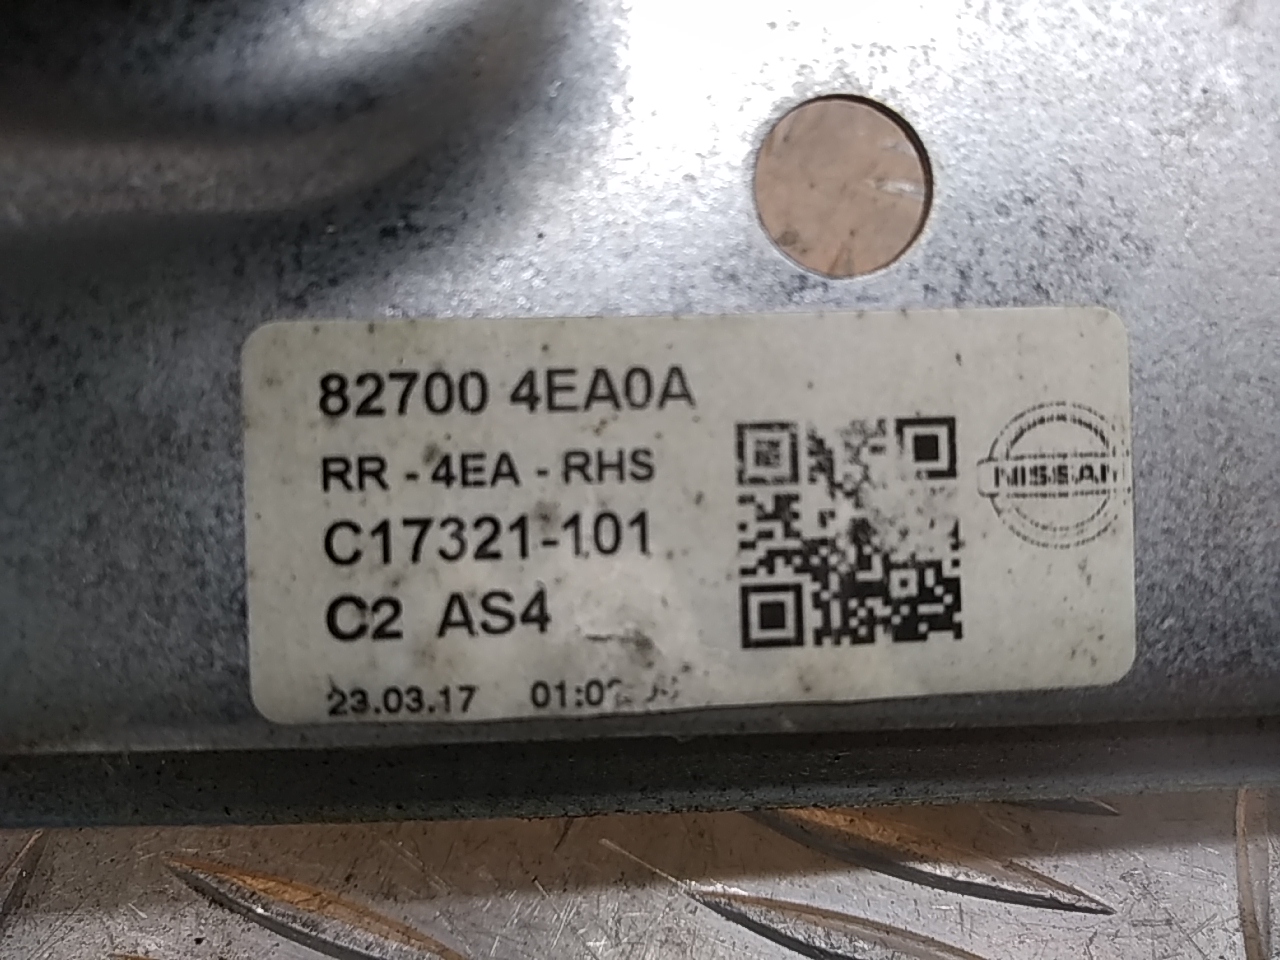 82700 4EA0A
RR - 4EA - RHS
C17321-101
C2 AS4
23.03.17
NISSAN